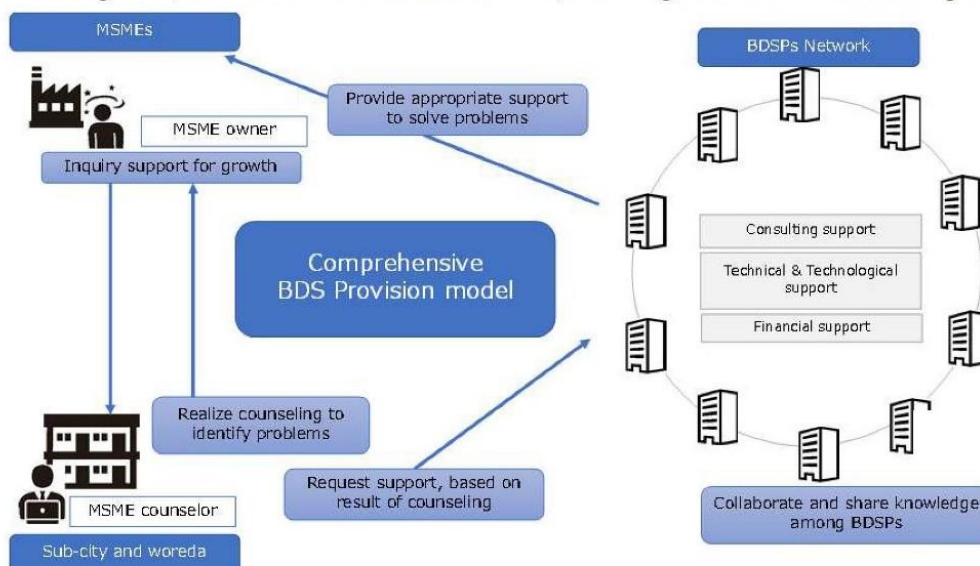 MSMEs
MSME owner
Inquiry support for growth
Provide appropriate support
to solve problems
BDSPs Network
Consulting support
Technical & Technological
support
Financial support
Comprehensive
BDS Provision model
Realize counseling to
identify problems
Request support, based on
result of counseling
MSME counselor
Sub-city and woreda
Collaborate and share knowledge
among BDSPs